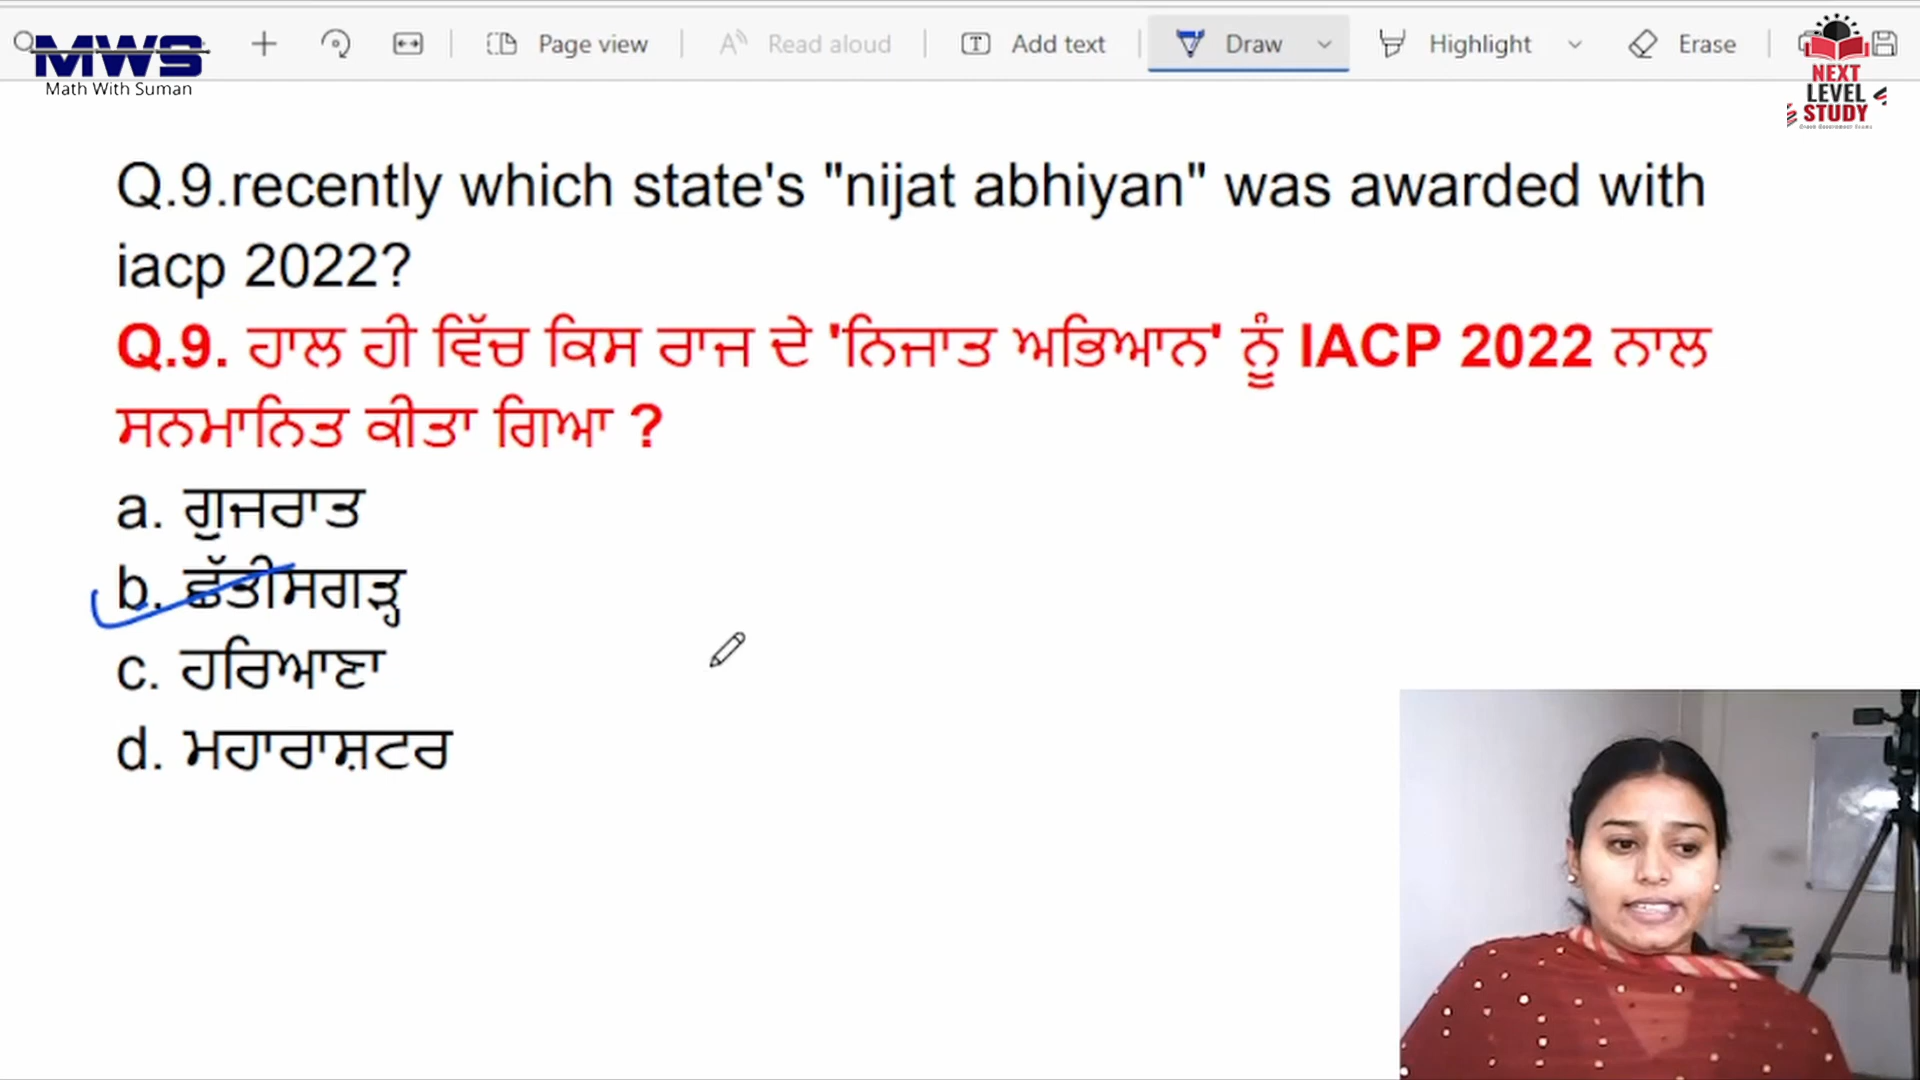 Page view
Read aloud
Add text
Draw
Highlight
Erase
MWS
Math With Suman
NEXT
LEVEL
STUDY
Q.9.recently which state's "nijat abhiyan" was awarded with
iacp 2022?
Q.9. ਹਾਲ ਹੀ ਵਿੱਚ ਕਿਸ ਰਾਜ ਦੇ 'ਨਿਜਾਤ ਅਭਿਆਨ' ਨੂੰ IACP 2022 ਨਾਲ
ਸਨਮਾਨਿਤ ਕੀਤਾ ਗਿਆ ?
a. ਗੁਜਰਾਤ
b. ਛੱਤੀਸਗੜ੍ਹ
c. ਹਰਿਆਣਾ
d. ਮਹਾਰਾਸ਼ਟਰ